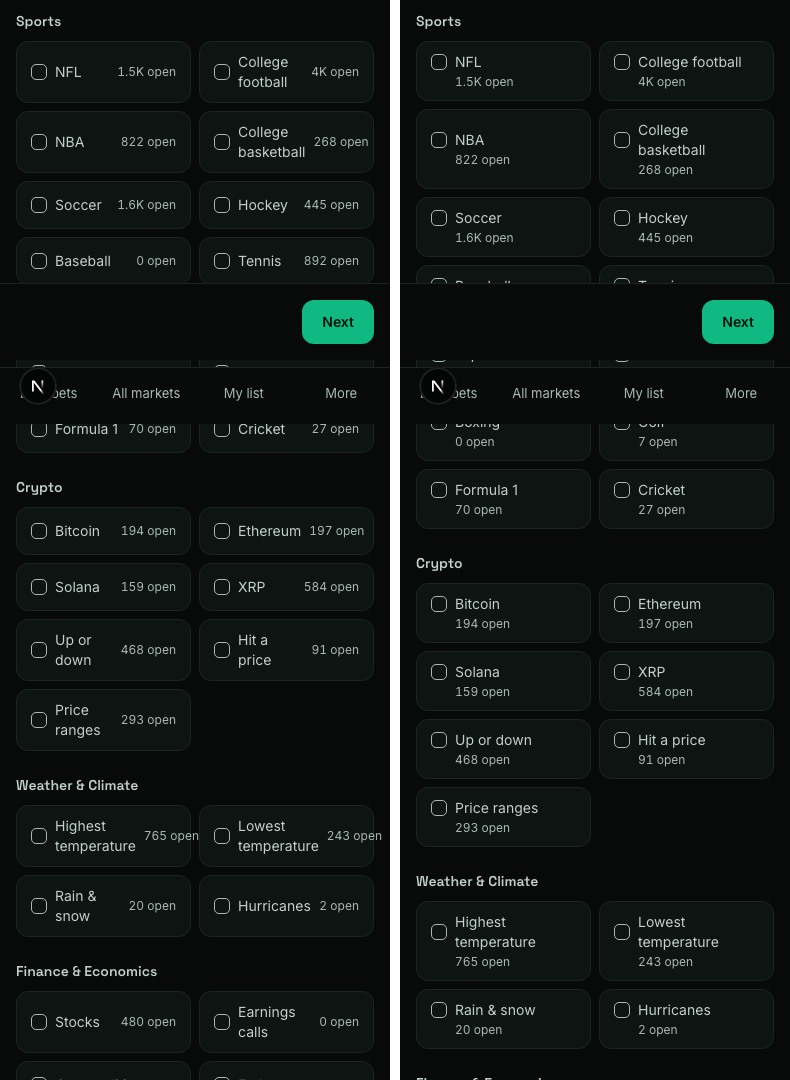 Sports
NFL 1.5K open
College football 4K open
NBA 822 open
College basketball 268 open
Soccer 1.6K open
Hockey 445 open
Baseball 0 open
Tennis 892 open
Next
N
All markets
My list
More
Formula 1 70 open
Cricket 27 open
Crypto
Bitcoin 194 open
Ethereum 197 open
Solana 159 open
XRP 584 open
Up or down 468 open
Hit a price 91 open
Price ranges 293 open
Weather & Climate
Highest temperature 765 open
Lowest temperature 243 open
Rain & snow 20 open
Hurricanes 2 open
Finance & Economics
Stocks 480 open
Earnings calls 0 open
Sports
NFL
1.5K open
College football
4K open
NBA
822 open
College
basketball
268 open
Soccer
1.6K open
Hockey
445 open
Next
N
All markets
My list
More
Boxing
0 open
Golf
7 open
Formula 1
70 open
Cricket
27 open
Crypto
Bitcoin
194 open
Ethereum
197 open
Solana
159 open
XRP
584 open
Up or down
468 open
Hit a price
91 open
Price ranges
293 open
Weather & Climate
Highest
temperature
765 open
Lowest
temperature
243 open
Rain & snow
20 open
Hurricanes
2 open